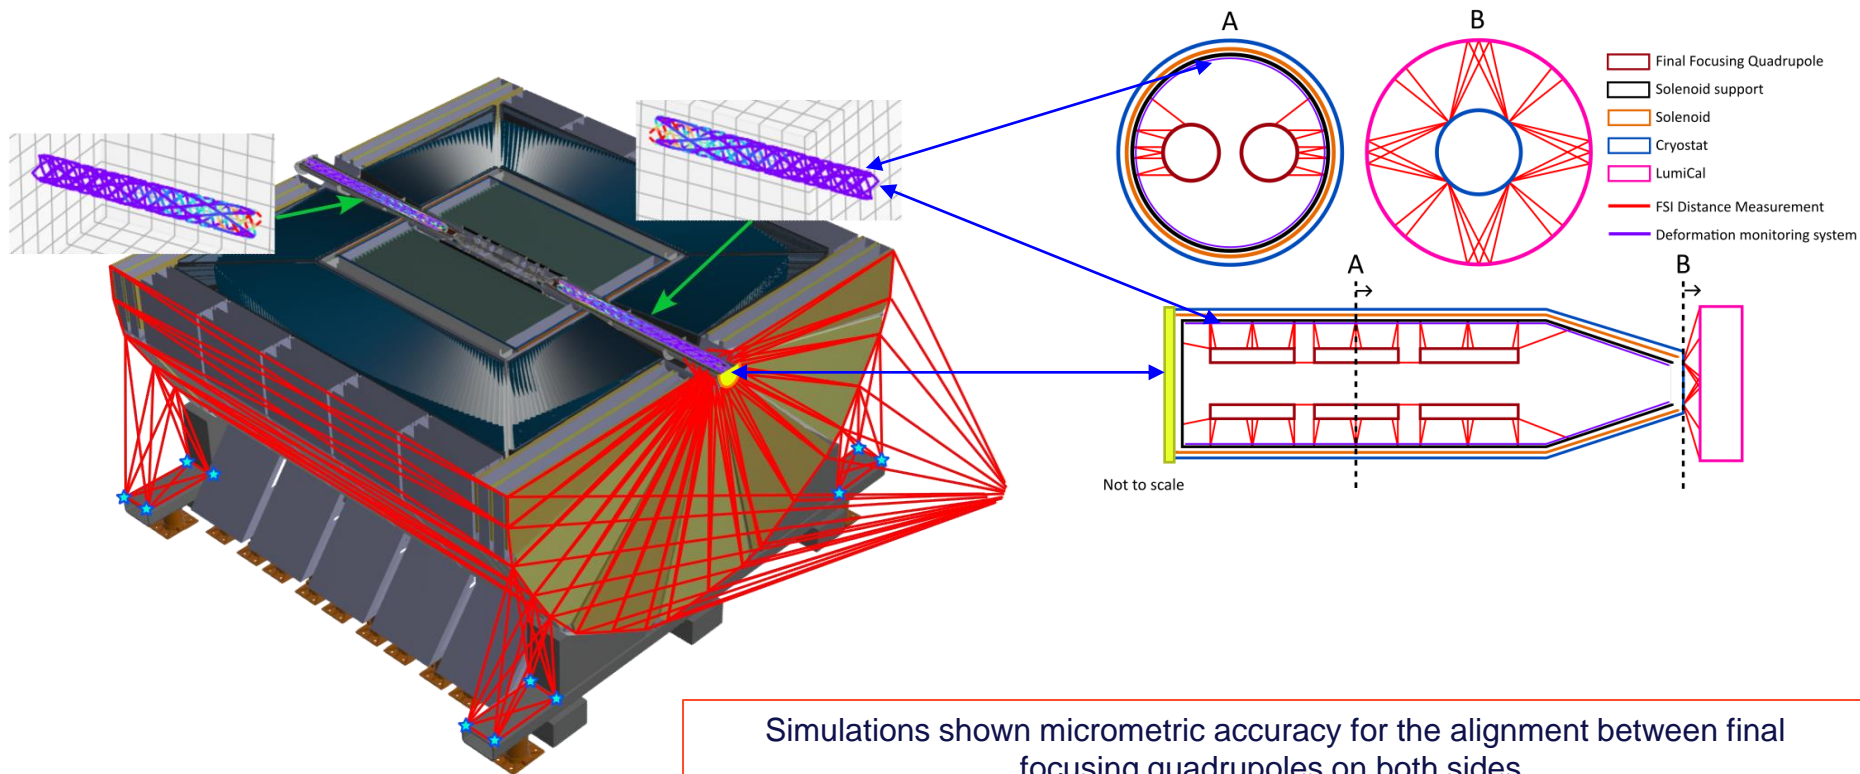 A
B
Final Focusing Quadrupole
Solenoid support
Solenoid
Cryostat
LumiCal
FSI Distance Measurement
Deformation monitoring system
A
B
Not to scale
Simulations shown micrometric accuracy for the alignment between final
focusing quadrupoles on both sides